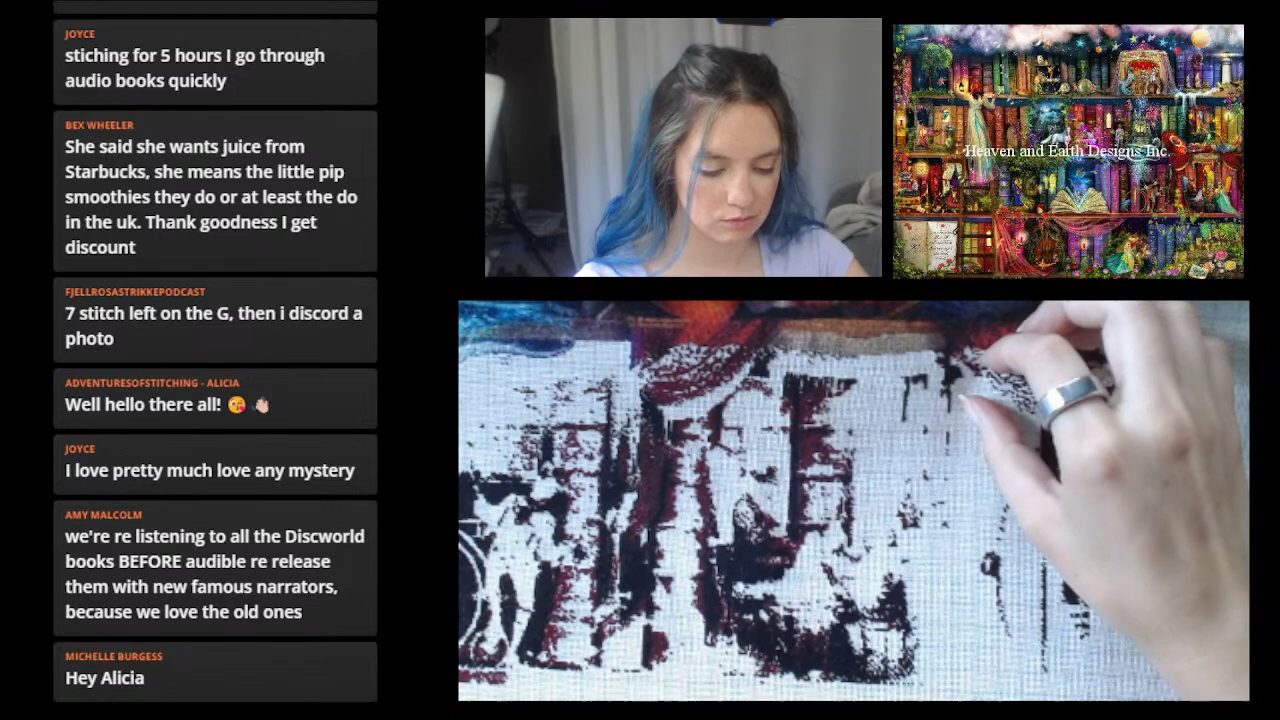 JOYCE
stiching for 5 hours I go through
audio books quickly
BEX WHEELER
She said she wants juice from
Starbucks, she means the little pip
smoothies they do or at least the do
in the uk. Thank goodness I get
discount
FJELLROSASTRIKKEPODCAST
7 stitch left on the G, then i discord a
photo
ADVENTURESOFSTITCHING - ALICIA
Well hello there all! 😘 👋🏻
JOYCE
I love pretty much love any mystery
AMY MALCOLM
we're re listening to all the Discworld
books BEFORE audible re release
them with new famous narrators,
because we love the old ones
MICHELLE BURGESS
Hey Alicia
Heaven and Earth Designs Inc.